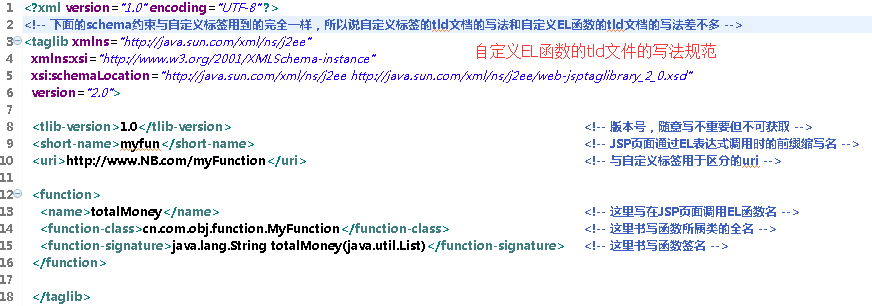 1 <?xml version="1.0" encoding="UTF-8"?>
2 <!-- 下面的schema约束与自定义标签用到的完全一样，所以说自定义标签的tld文档的写法和自定义EL函数的tld文档的写法差不多 -->
3 <taglib xmlns="http://java.sun.com/xml/ns/j2ee"
自定义EL函数的tld文件的写法规范
4 xmlns:xsi="http://www.w3.org/2001/XMLSchema-instance"
5 xsi:schemaLocation="http://java.sun.com/xml/ns/j2ee http://java.sun.com/xml/ns/j2ee/web-jsptaglibrary_2_0.xsd"
6 version="2.0">
7
8 <tlib-version>1.0</tlib-version> <!-- 版本号，随意写不重要但不可获取 -->
9 <short-name>myfun</short-name> <!-- JSP页面通过EL表达式调用时的前缀缩写名 -->
10 <uri>http://www.NB.com/myFunction</uri> <!-- 与自定义标签用于区分的uri -->
11
12 <function>
13 <name>totalMoney</name> <!-- 这里写在JSP页面调用EL函数名 -->
14 <function-class>cn.com.obj.function.MyFunction</function-class> <!-- 这里书写函数所属类的全名 -->
15 <function-signature>java.lang.String totalMoney(java.util.List)</function-signature> <!-- 这里书写函数签名 -->
16 </function>
17
18 </taglib>